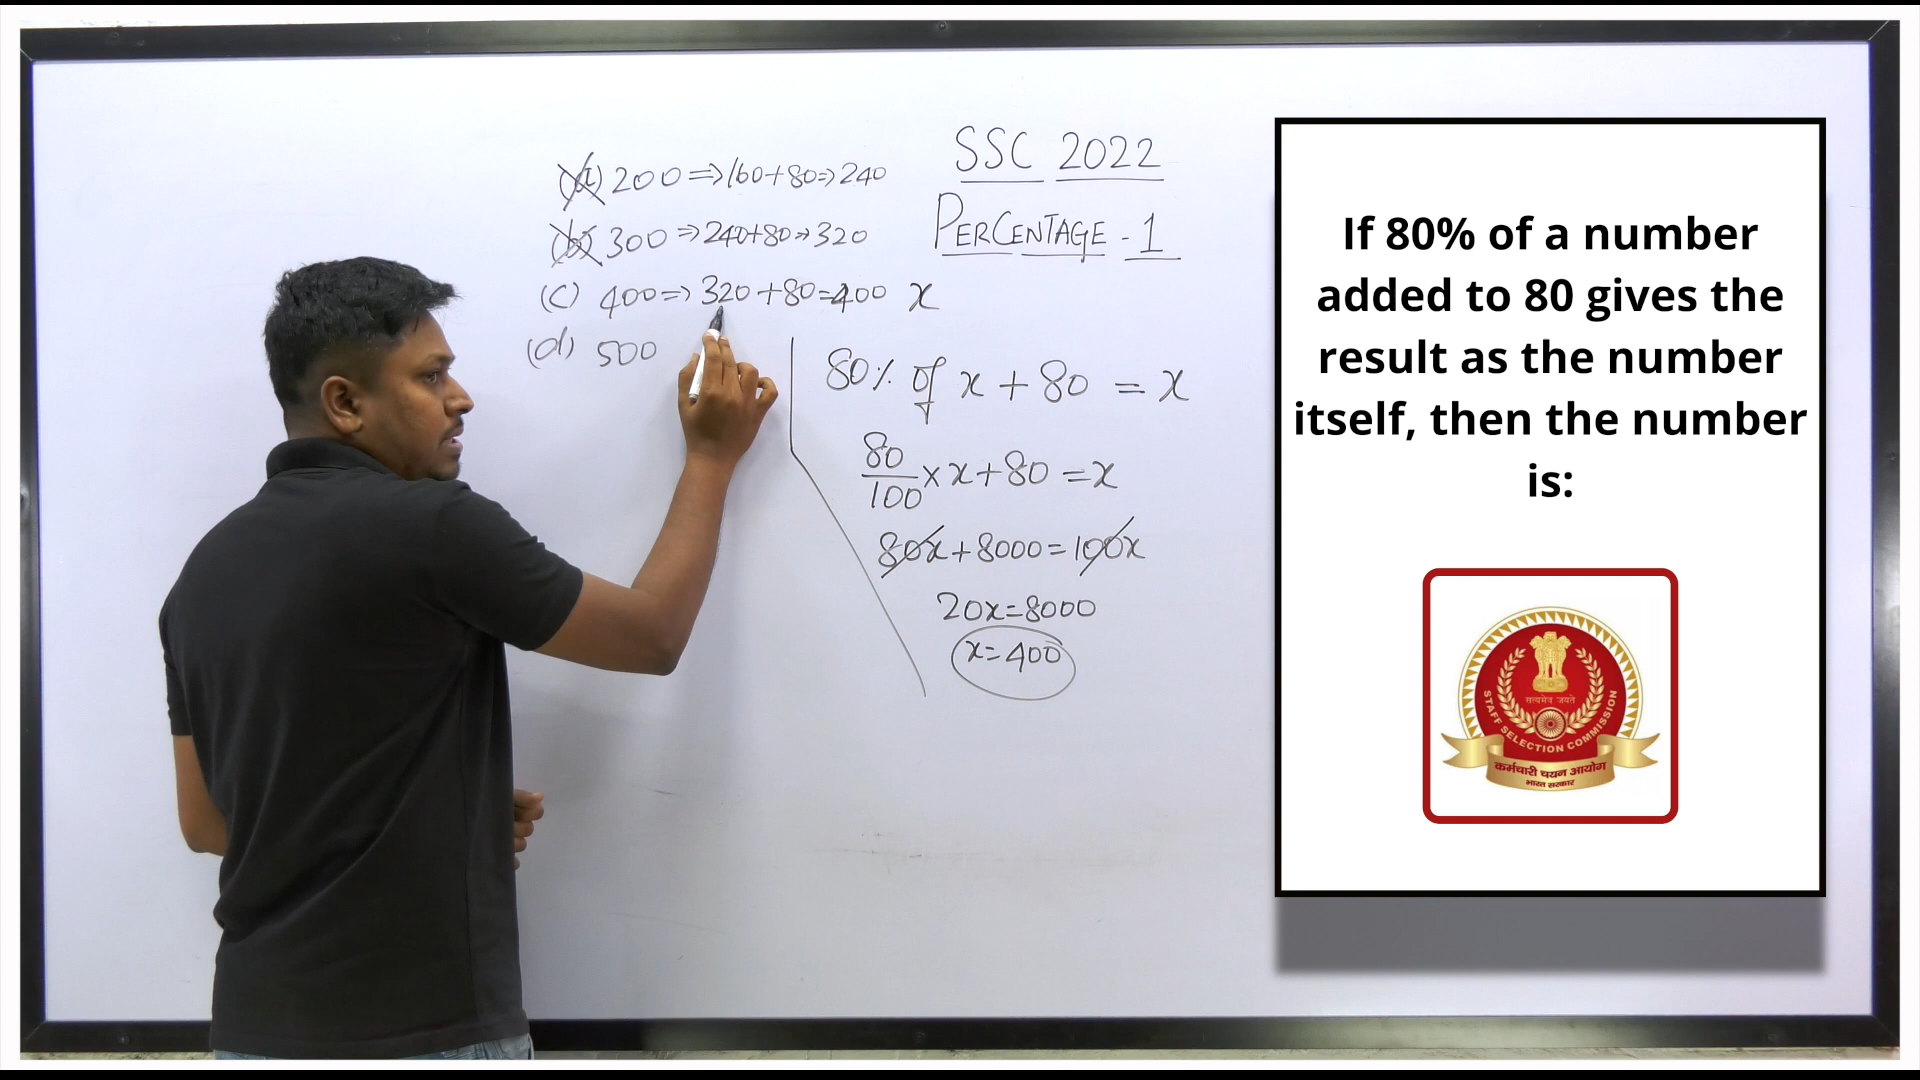 SSC 2022
PERCENTAGE - 1
(a) 200 => 160+80 => 240
(b) 300 => 240+80 => 320
(c) 400 => 320+80=400 x
(d) 500
80% of x + 80 = x
80/100 × x + 80 = x
80x + 8000 = 100x
20x = 8000
x = 400
If 80% of a number
added to 80 gives the
result as the number
itself, then the number
is:
सत्यमेव जयते
STAFF SELECTION COMMISSION
कर्मचारी चयन आयोग
भारत सरकार